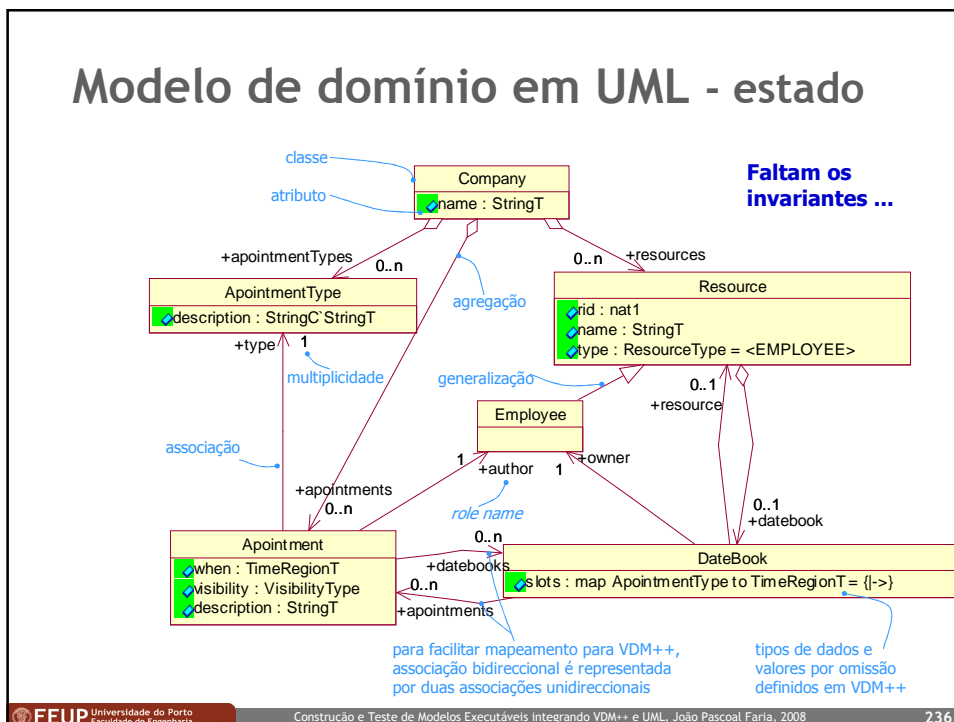 Modelo de domínio em UML - estado
classe
atributo
Company
name : StringT
Faltam os
invariantes ...
+apointmentTypes
0..n
0..n
+resources
ApointmentType
description : StringC`StringT
agregação
Resource
rid : nat1
name : StringT
type : ResourceType = <EMPLOYEE>
+type
1
multiplicidade
generalização
0..1
+resource
Employee
associação
1
+author
1
+owner
+apointments
0..n
role name
0..1
+datebook
0..n
+datebooks
Apointment
when : TimeRegionT
visibility : VisibilityType
description : StringT
0..n
+apointments
DateBook
slots : map ApointmentType to TimeRegionT = {|->}
para facilitar mapeamento para VDM++,
associação bidireccional é representada
por duas associações unidireccionais
tipos de dados e
valores por omissão
definidos em VDM++
FEUP Universidade do Porto
Faculdade de Engenharia
Construção e Teste de Modelos Executáveis integrando VDM++ e UML, João Pascoal Faria, 2008
236